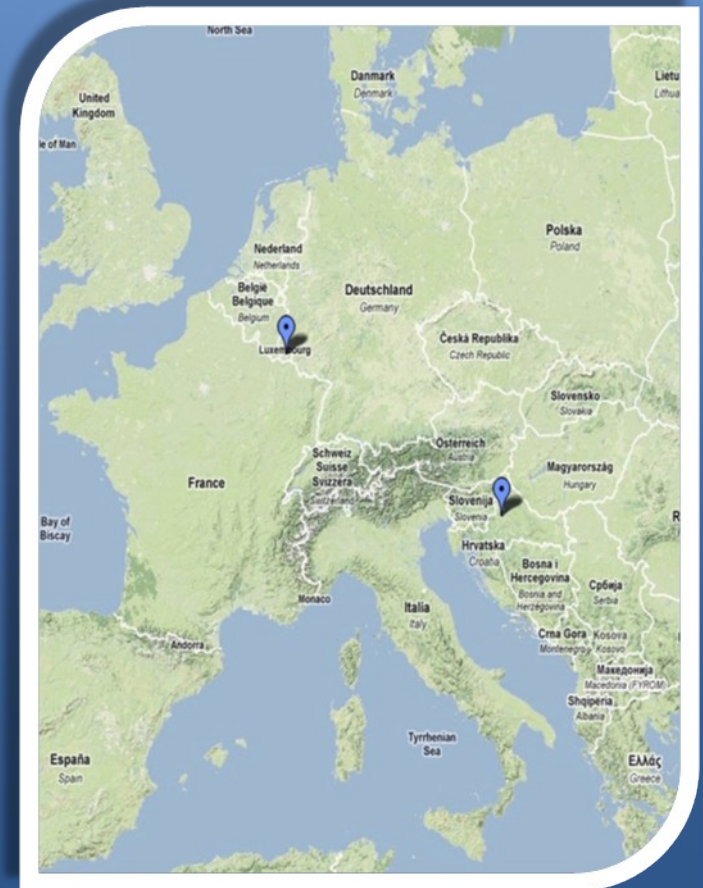 North Sea
Danmark
Denmark
Lietu
Lithua
United
Kingdom
le of Man
Polska
Poland
Nederland
Netherlands
België
Belgique
Belgium
Deutschland
Germany
Luxembourg
Česká Republika
Czech Republic
Slovensko
Slovakia
Österreich
Austria
Schweiz
Suisse
Svizzera
Switzerland
Magyarország
Hungary
France
Slovenija
Slovenia
R
Bay of
Biscay
Hrvatska
Croatia
Bosna i
Hercegovina
Bosnia and
Herzegovina
Србија
Serbia
Monaco
Italia
Italy
Crna Gora
Montenegro
Kosova
Kosovo
Andorra
Македонија
Macedonia (FYROM)
Shqipëria
Albania
Tyrrhenian
Sea
España
Spain
Ελλάς
Greece